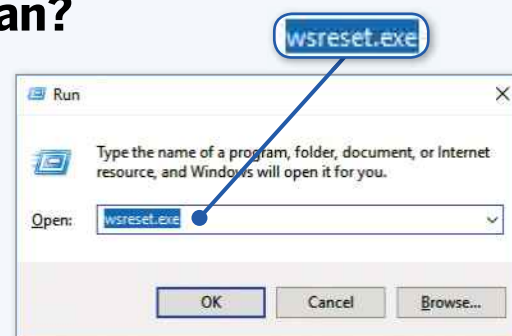 an?
wsreset.exe
Run
Type the name of a program, folder, document, or Internet
resource, and Windows will open it for you.
Open: wsreset.exe
OK Cancel Browse...